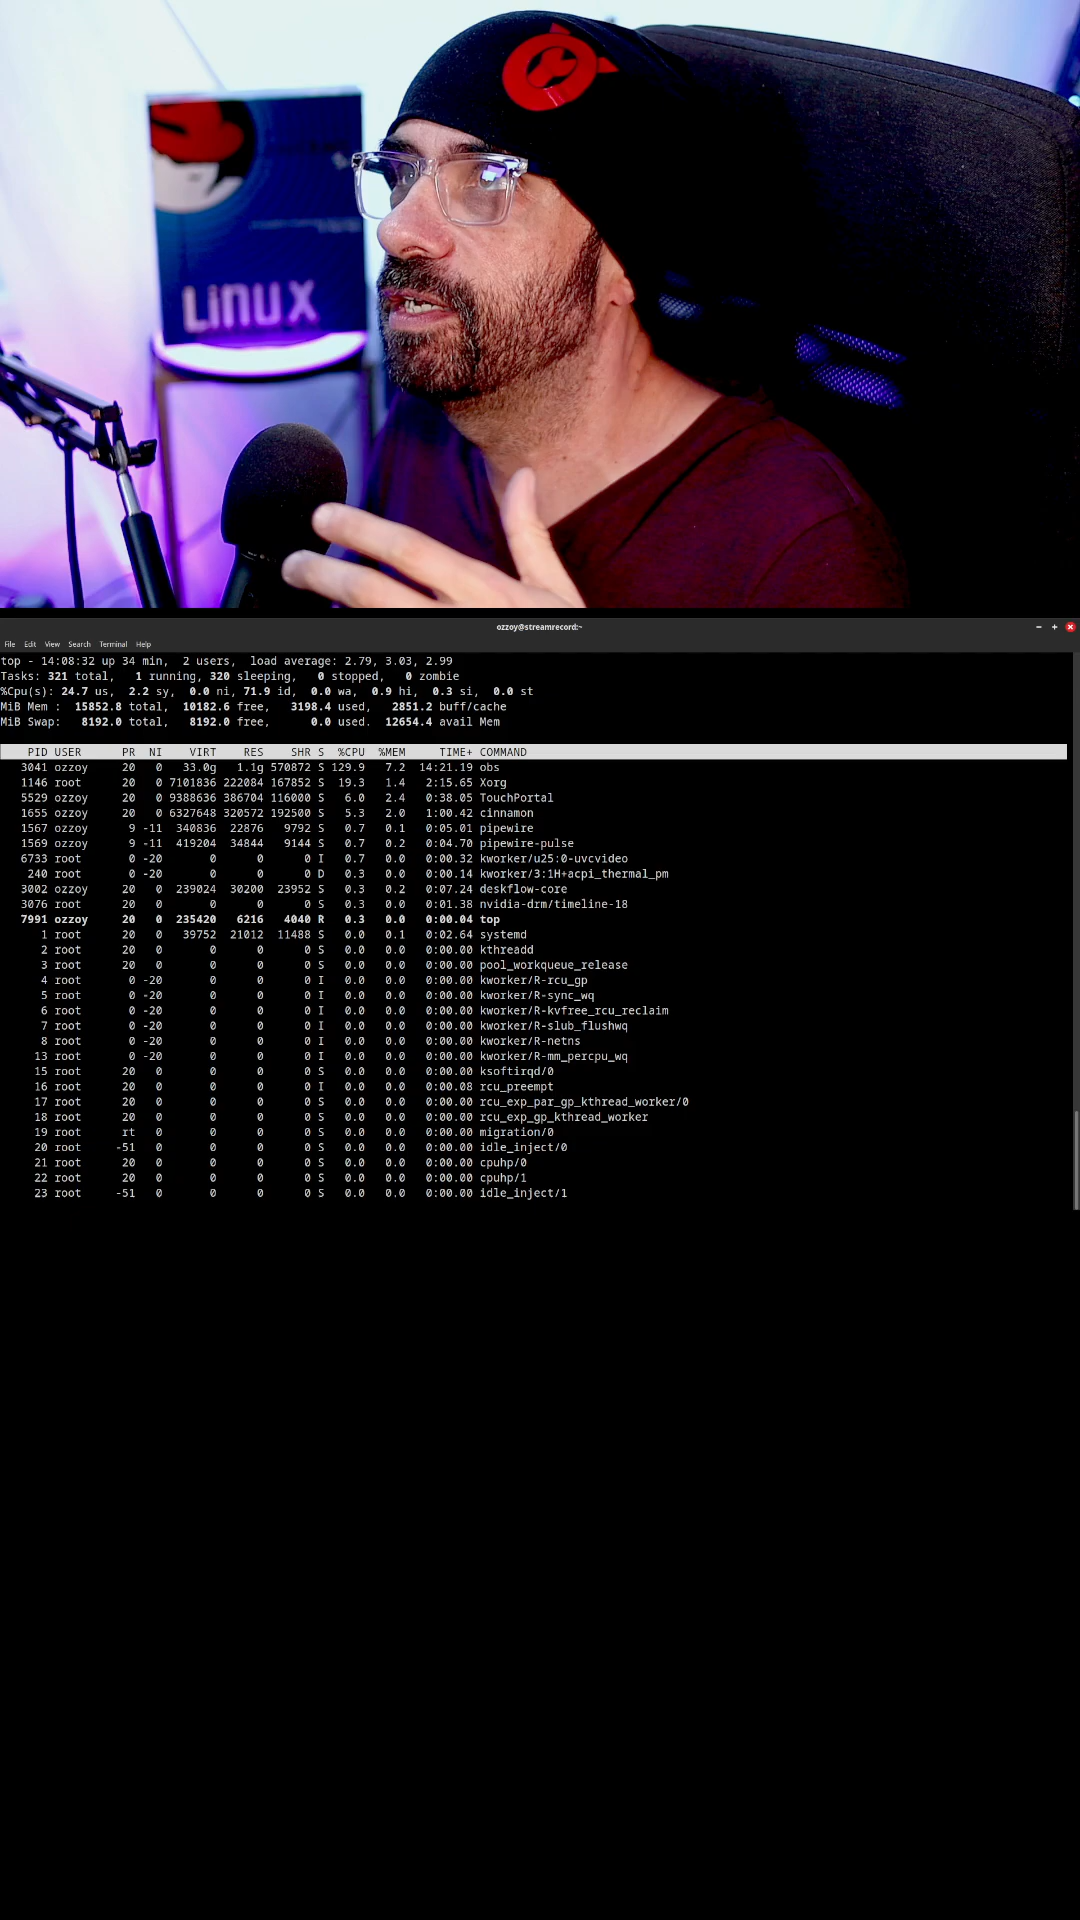 LiNUX
ozzoy@streamrecord:~
File Edit View Search Terminal Help
top - 14:08:32 up 34 min, 2 users, load average: 2.79, 3.03, 2.99
Tasks: 321 total, 1 running, 320 sleeping, 0 stopped, 0 zombie
%Cpu(s): 24.7 us, 2.2 sy, 0.0 ni, 71.9 id, 0.0 wa, 0.9 hi, 0.3 si, 0.0 st
MiB Mem : 15852.8 total, 10182.6 free, 3198.4 used, 2851.2 buff/cache
MiB Swap: 8192.0 total, 8192.0 free, 0.0 used. 12654.4 avail Mem
PID USER PR NI VIRT RES SHR S %CPU %MEM TIME+ COMMAND
3041 ozzoy 20 0 33.0g 1.1g 570872 S 129.9 7.2 14:21.19 obs
1146 root 20 0 7101836 222084 167852 S 19.3 1.4 2:15.65 Xorg
5529 ozzoy 20 0 9388636 386704 116000 S 6.0 2.4 0:38.05 TouchPortal
1655 ozzoy 20 0 6327648 320572 192500 S 5.3 2.0 1:00.42 cinnamon
1567 ozzoy 9 -11 340836 22876 9792 S 0.7 0.1 0:05.01 pipewire
1569 ozzoy 9 -11 419204 34844 9144 S 0.7 0.2 0:04.70 pipewire-pulse
6733 root 0 -20 0 0 0 I 0.7 0.0 0:00.32 kworker/u25:0-uvcvideo
240 root 0 -20 0 0 0 D 0.3 0.0 0:00.14 kworker/3:1H+acpi_thermal_pm
3002 ozzoy 20 0 239024 30200 23952 S 0.3 0.2 0:07.24 deskflow-core
3076 root 20 0 0 0 0 S 0.3 0.0 0:01.38 nvidia-drm/timeline-18
7991 ozzoy 20 0 235420 6216 4040 R 0.3 0.0 0:00.04 top
1 root 20 0 39752 21012 11488 S 0.0 0.1 0:02.64 systemd
2 root 20 0 0 0 0 S 0.0 0.0 0:00.00 kthreadd
3 root 20 0 0 0 0 S 0.0 0.0 0:00.00 pool_workqueue_release
4 root 0 -20 0 0 0 I 0.0 0.0 0:00.00 kworker/R-rcu_gp
5 root 0 -20 0 0 0 I 0.0 0.0 0:00.00 kworker/R-sync_wq
6 root 0 -20 0 0 0 I 0.0 0.0 0:00.00 kworker/R-kvfree_rcu_reclaim
7 root 0 -20 0 0 0 I 0.0 0.0 0:00.00 kworker/R-slub_flushwq
8 root 0 -20 0 0 0 I 0.0 0.0 0:00.00 kworker/R-netns
13 root 0 -20 0 0 0 I 0.0 0.0 0:00.00 kworker/R-mm_percpu_wq
15 root 20 0 0 0 0 S 0.0 0.0 0:00.00 ksoftirqd/0
16 root 20 0 0 0 0 I 0.0 0.0 0:00.08 rcu_preempt
17 root 20 0 0 0 0 S 0.0 0.0 0:00.00 rcu_exp_par_gp_kthread_worker/0
18 root 20 0 0 0 0 S 0.0 0.0 0:00.00 rcu_exp_gp_kthread_worker
19 root rt 0 0 0 0 S 0.0 0.0 0:00.00 migration/0
20 root -51 0 0 0 0 S 0.0 0.0 0:00.00 idle_inject/0
21 root 20 0 0 0 0 S 0.0 0.0 0:00.00 cpuhp/0
22 root 20 0 0 0 0 S 0.0 0.0 0:00.00 cpuhp/1
23 root -51 0 0 0 0 S 0.0 0.0 0:00.00 idle_inject/1